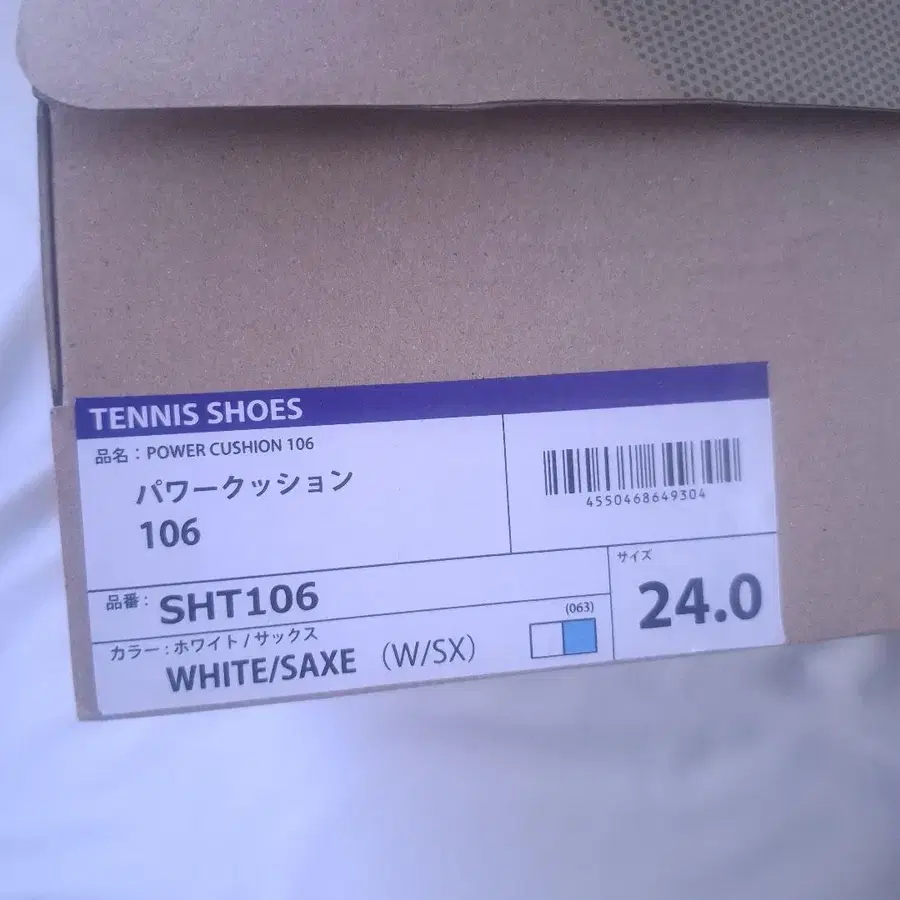 TENNIS SHOES
品名：POWER CUSHION 106
パワークッション
106
4550468649304
品番：SHT106
サイズ
24.0
カラー：ホワイト/サックス
(063)
WHITE/SAXE (W/SX)